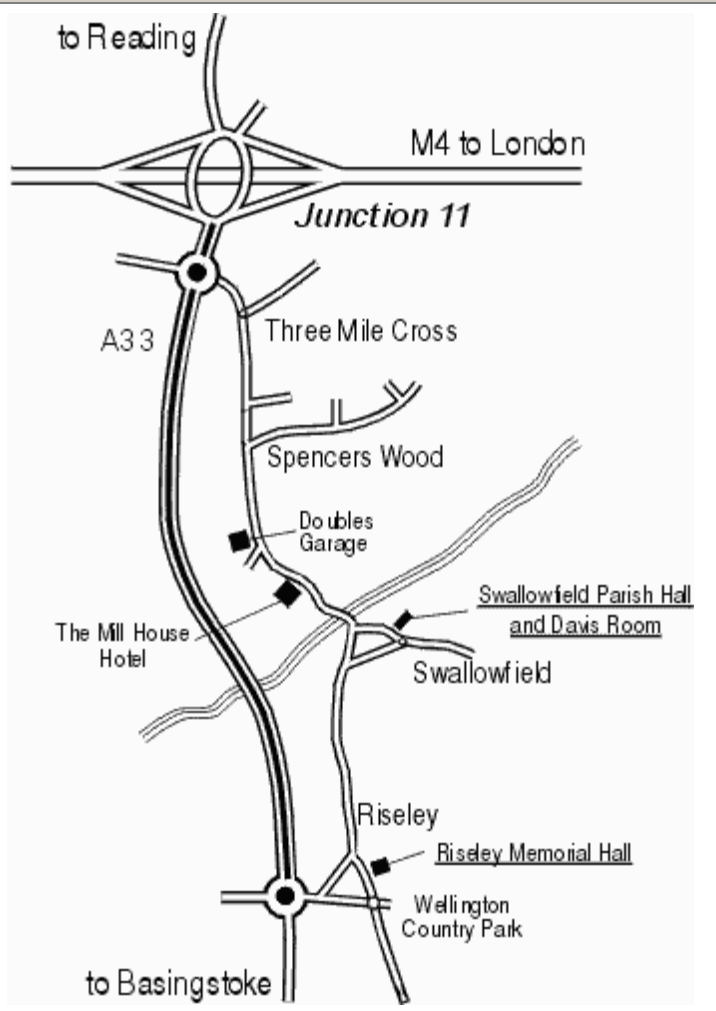 to Reading
M4 to London
Junction 11
A33
Three Mile Cross
Spencers Wood
Doubles
Garage
Swallowfield Parish Hall
and Davis Room
The Mill House
Hotel
Swallowfield
Riseley
Riseley Memorial Hall
Wellington
Country Park
to Basingstoke